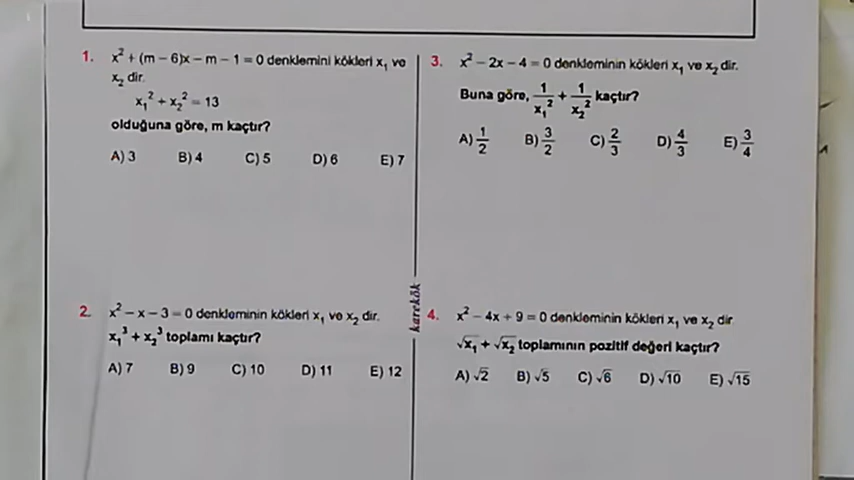 1. x² + (m – 6)x – m – 1 = 0 denklemini kökleri x₁ ve
x₂ dir.
x₁² + x₂² = 13
olduğuna göre, m kaçtır?
A) 3 B) 4 C) 5 D) 6 E) 7
2. x² – x – 3 = 0 denkleminin kökleri x₁ ve x₂ dir.
x₁³ + x₂³ toplamı kaçtır?
A) 7 B) 9 C) 10 D) 11 E) 12
karekök
3. x² – 2x – 4 = 0 denkleminin kökleri x₁ ve x₂ dir.
Buna göre, 1/x₁² + 1/x₂² kaçtır?
A) 1/2 B) 3/2 C) 2/3 D) 4/3 E) 3/4
4. x² – 4x + 9 = 0 denkleminin kökleri x₁ ve x₂ dir
√x₁ + √x₂ toplamının pozitif değeri kaçtır?
A) √2 B) √5 C) √6 D) √10 E) √15